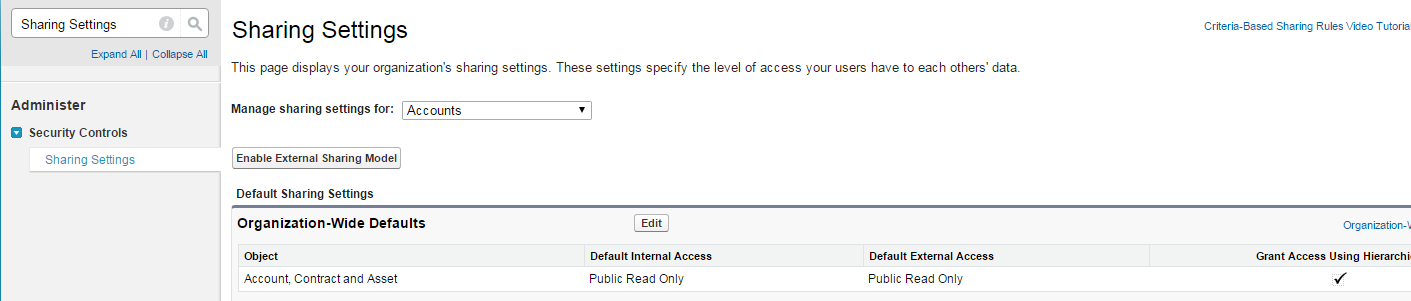 Sharing Settings
Expand All | Collapse All
Administer
Security Controls
Sharing Settings
Sharing Settings
Criteria-Based Sharing Rules Video Tutorial
This page displays your organization's sharing settings. These settings specify the level of access your users have to each others' data.
Manage sharing settings for: Accounts
Enable External Sharing Model
Default Sharing Settings
Organization-Wide Defaults Edit Organization-W
Object Default Internal Access Default External Access Grant Access Using Hierarchie
Account, Contract and Asset Public Read Only Public Read Only